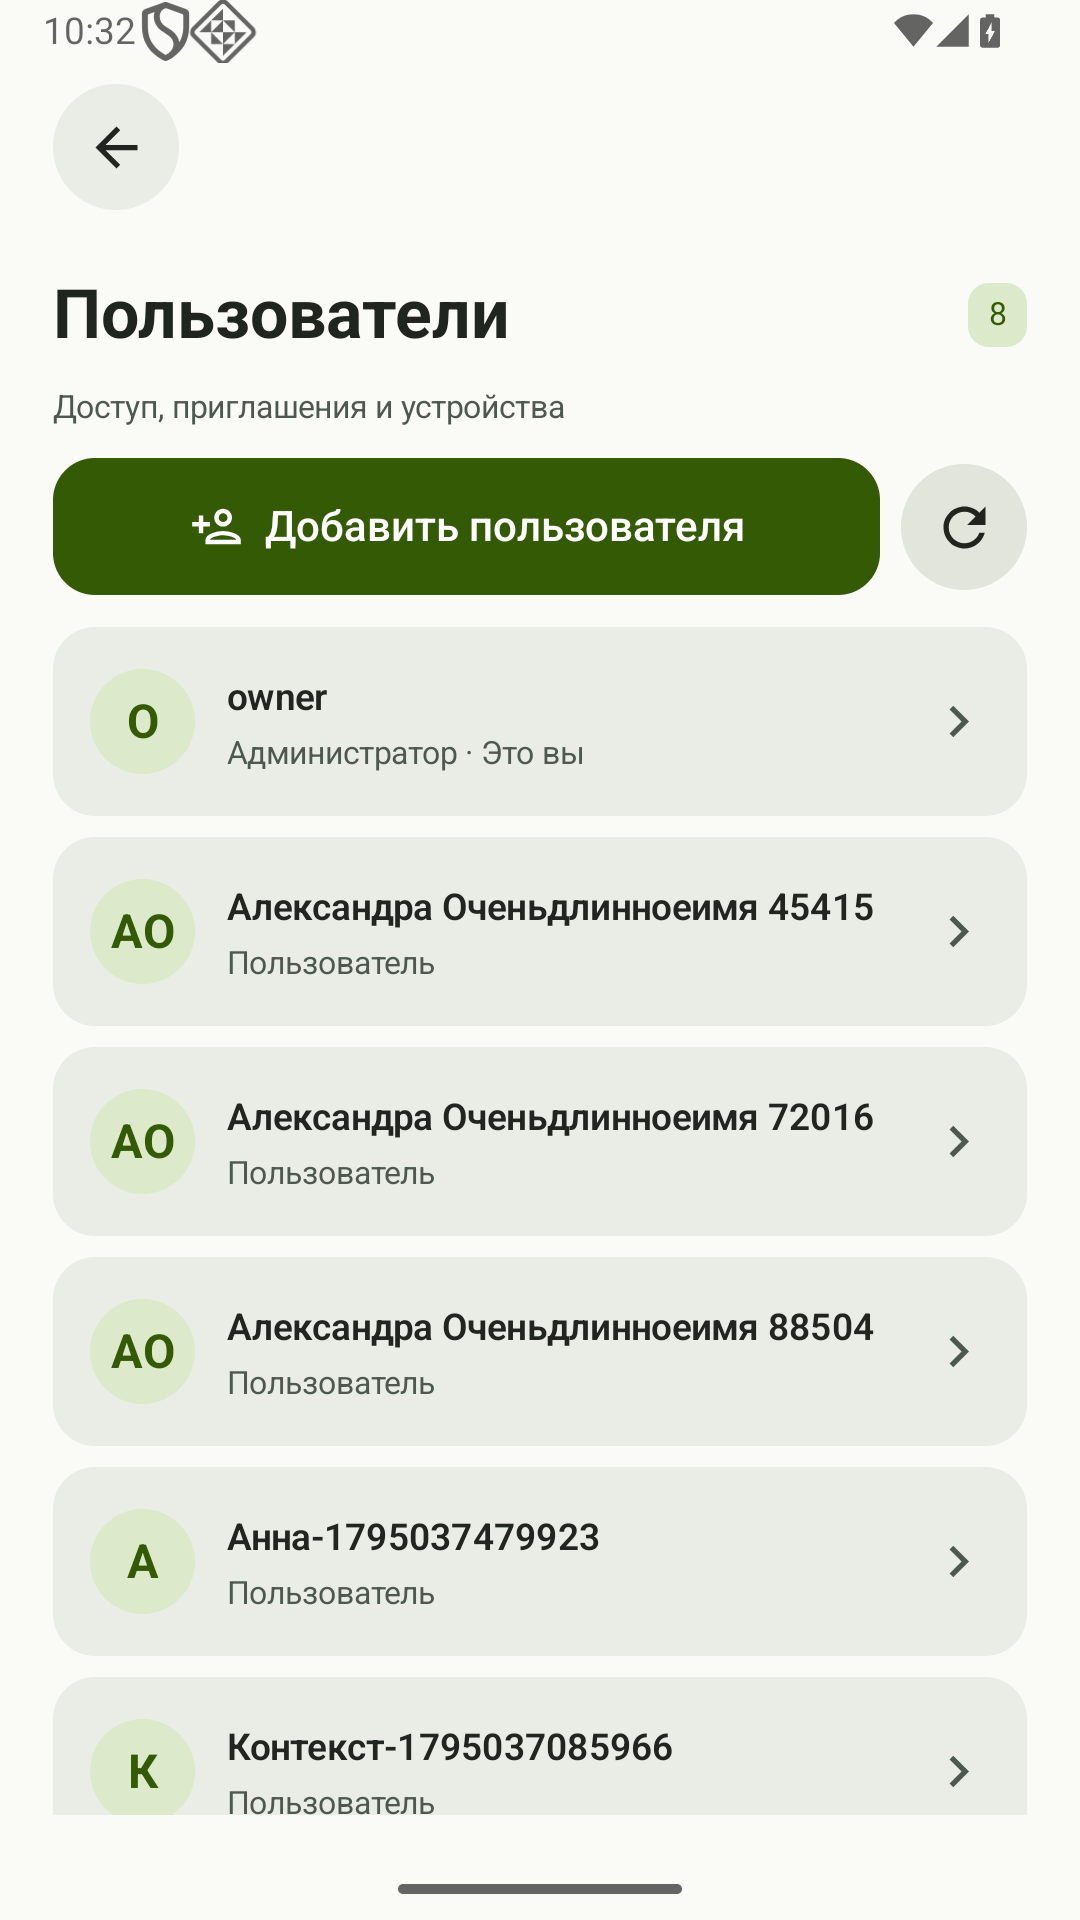 10:32
Пользователи
8
Доступ, приглашения и устройства
Добавить пользователя
O
owner
Администратор · Это вы
АО
Александра Оченьдлинноеимя 45415
Пользователь
АО
Александра Оченьдлинноеимя 72016
Пользователь
АО
Александра Оченьдлинноеимя 88504
Пользователь
А
Анна-1795037479923
Пользователь
К
Контекст-1795037085966
Пользователь